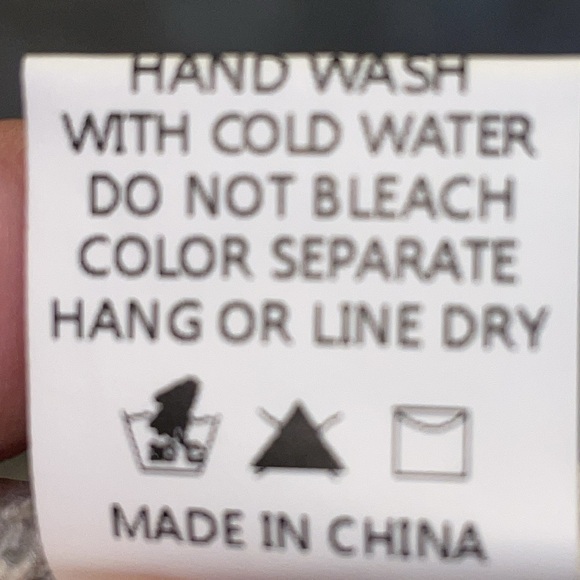 HAND WASH
WITH COLD WATER
DO NOT BLEACH
COLOR SEPARATE
HANG OR LINE DRY
MADE IN CHINA